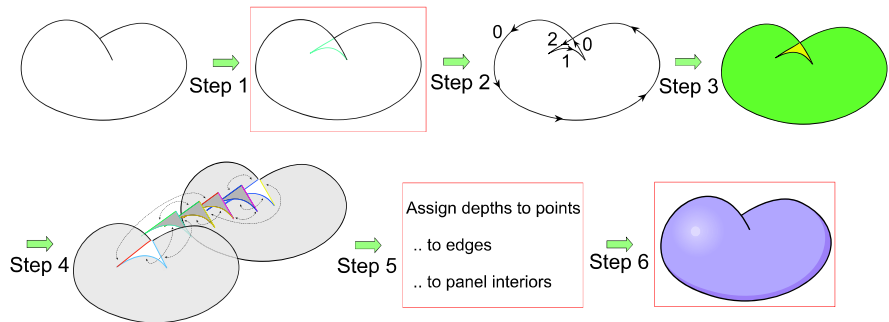 0
2
0
1
Step 1
Step 2
Step 3
Assign depths to points
.. to edges
.. to panel interiors
Step 4
Step 5
Step 6